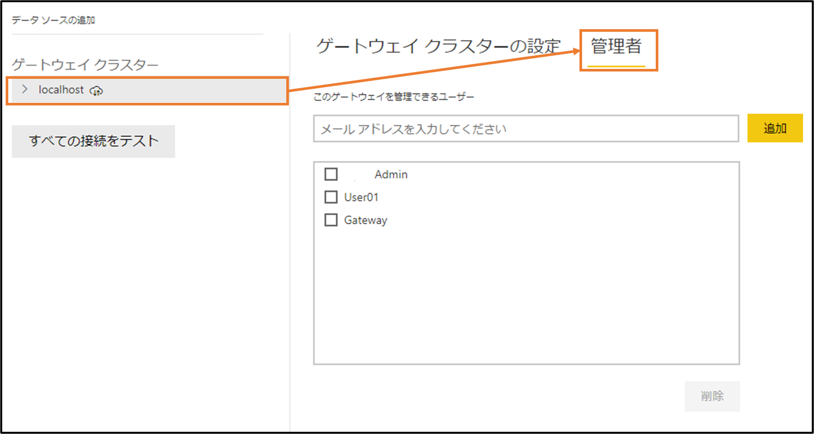 データ ソースの追加
ゲートウェイ クラスター
localhost
すべての接続をテスト
ゲートウェイ クラスターの設定 管理者
このゲートウェイを管理できるユーザー
メール アドレスを入力してください 追加
Admin
User01
Gateway
削除